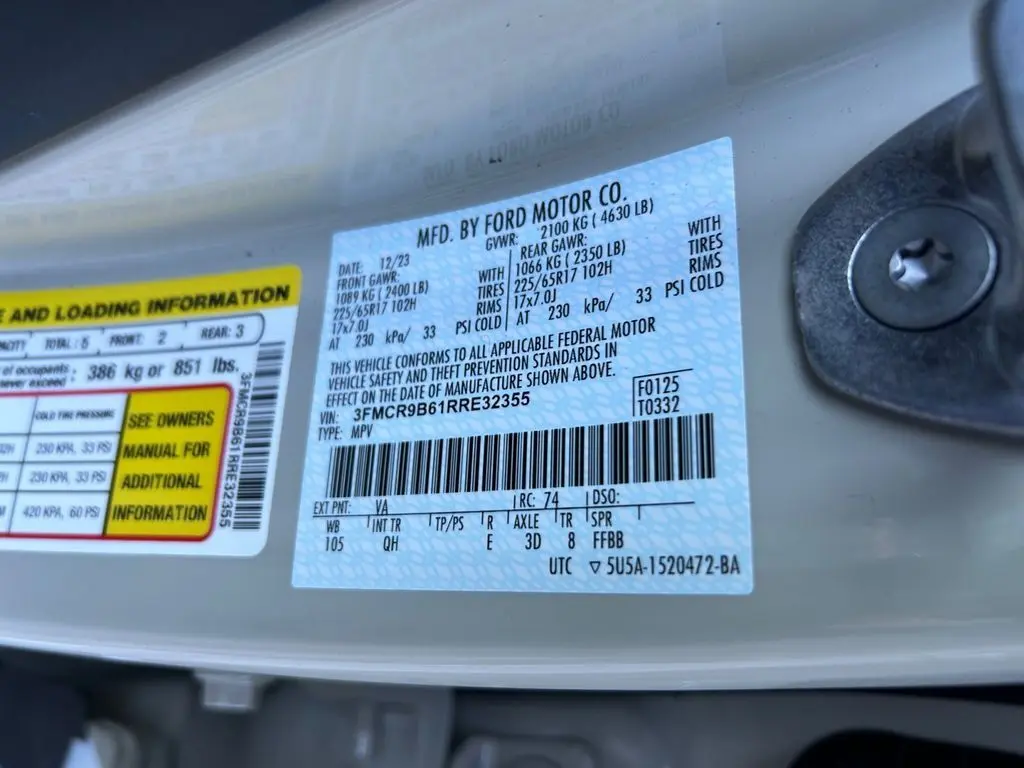 E AND LOADING INFORMATION
TOTAL: 5 FRONT: 2 REAR: 3
of occupants
never exceed : 386 kg or 851 lbs.
COLD TIRE PRESSURE
230 KPA, 33 PSI
230 KPA, 33 PSI
420 KPA, 60 PSI
SEE OWNERS
MANUAL FOR
ADDITIONAL
INFORMATION
3FMCR9B61RRE32355
MFD. BY FORD MOTOR CO.
DATE: 12/23 GVWR: 2100 KG ( 4630 LB)
FRONT GAWR: REAR GAWR:
1089 KG ( 2400 LB) WITH 1066 KG ( 2350 LB) WITH
225/65R17 102H TIRES 225/65R17 102H TIRES
17x7.0J RIMS 17x7.0J RIMS
AT 230 kPa/ 33 PSI COLD AT 230 kPa/ 33 PSI COLD
THIS VEHICLE CONFORMS TO ALL APPLICABLE FEDERAL MOTOR
VEHICLE SAFETY AND THEFT PREVENTION STANDARDS IN
EFFECT ON THE DATE OF MANUFACTURE SHOWN ABOVE.
VIN: 3FMCR9B61RRE32355 F0125
TYPE: MPV T0332
EXT PNT: VA RC: 74 DSO:
WB INT TR TP/PS R AXLE TR SPR
105 QH E 3D 8 FFBB
UTC ▽ 5U5A-1520472-BA